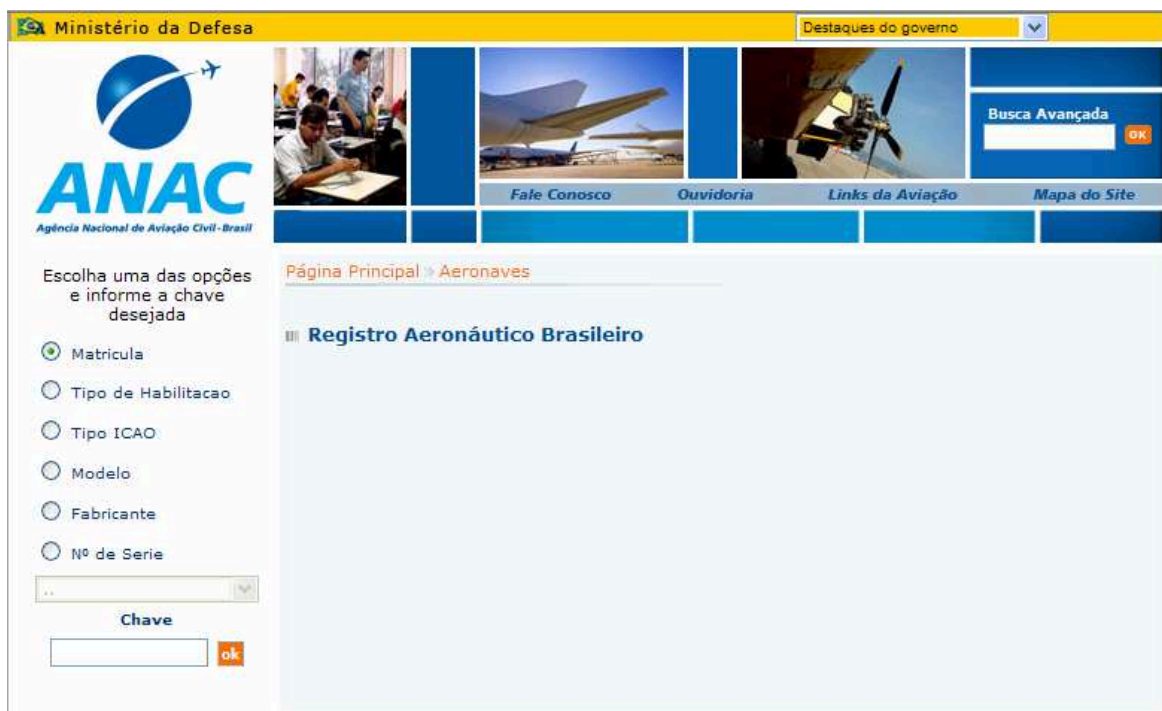 Ministério da Defesa
Destaques do governo
ANAC
Agência Nacional de Aviação Civil-Brasil
Busca Avançada
OK
Fale Conosco
Ouvidoria
Links da Aviação
Mapa do Site
Escolha uma das opções
e informe a chave
desejada
Matricula
Tipo de Habilitacao
Tipo ICAO
Modelo
Fabricante
Nº de Serie
..
Chave
ok
Página Principal » Aeronaves
Registro Aeronáutico Brasileiro